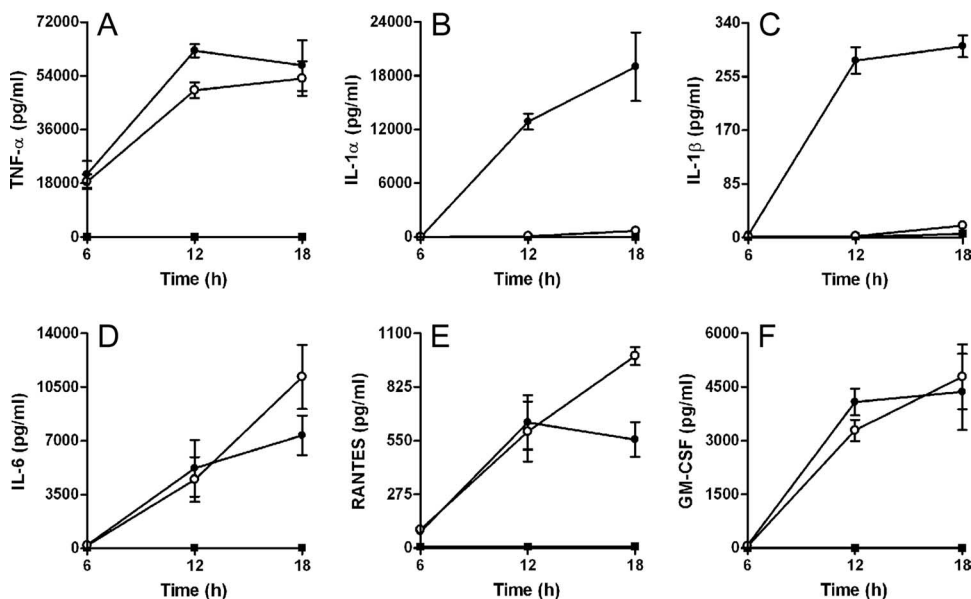 A
TNF-α (pg/ml)
72000
54000
36000
18000
0
6
12
18
Time (h)
B
IL-1α (pg/ml)
24000
18000
12000
6000
0
6
12
18
Time (h)
C
IL-1β (pg/ml)
340
255
170
85
0
6
12
18
Time (h)
D
IL-6 (pg/ml)
14000
10500
7000
3500
0
6
12
18
Time (h)
E
RANTES (pg/ml)
1100
825
550
275
0
6
12
18
Time (h)
F
GM-CSF (pg/ml)
6000
4500
3000
1500
0
6
12
18
Time (h)